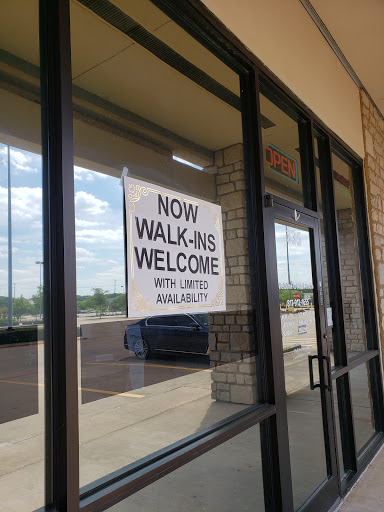 NOW
WALK-INS
WELCOME
WITH LIMITED
AVAILABILITY
OPEN